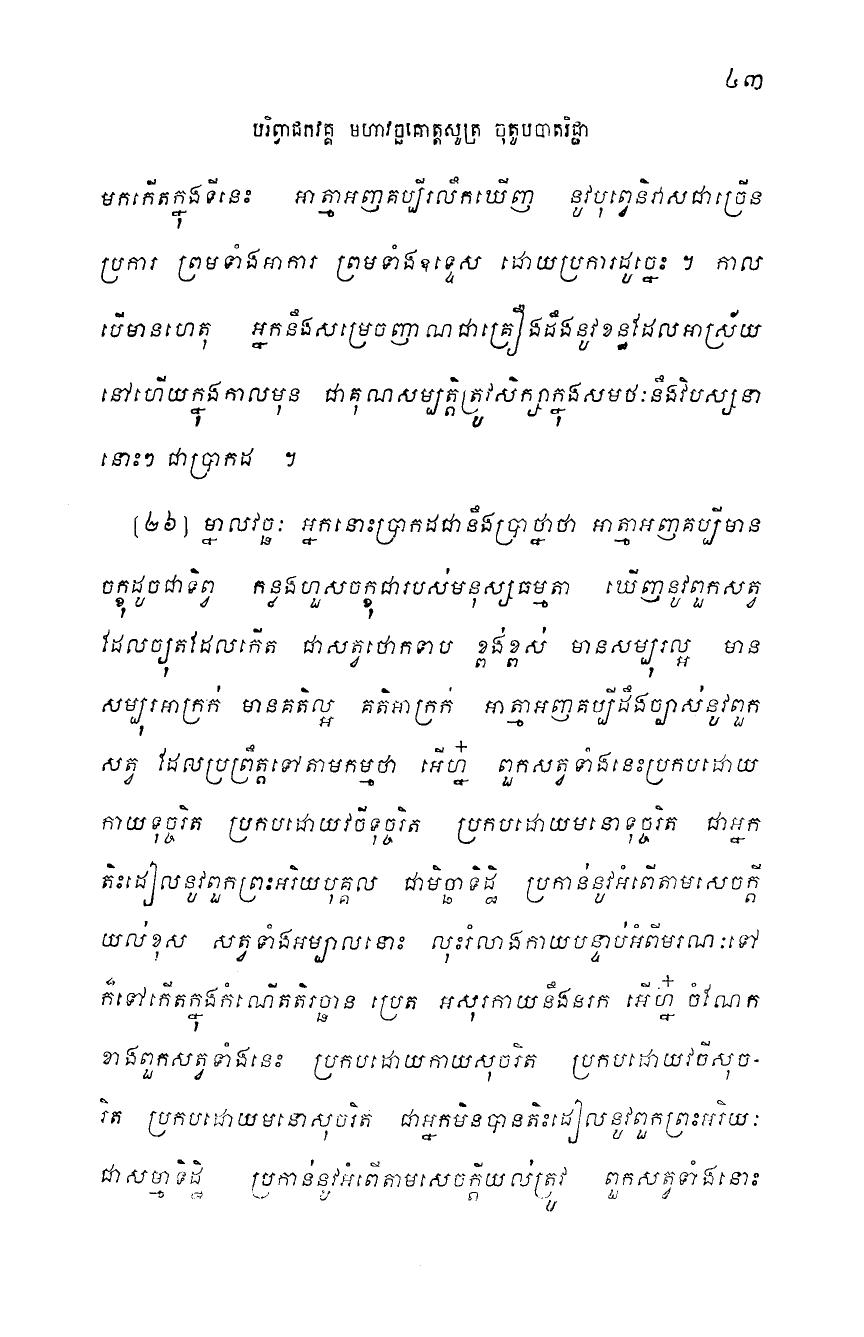 ៤៣
បរិព្វាជកវគ្គ មហាវច្ឆគោត្តសូត្រ ចុតូបបាតវិជ្ជា
មកកើតក្នុងទីនេះ អាត្មាអញគប្បីរលឹកឃើញ នូវបុព្វេនិវាសជាច្រើន
ប្រការ ព្រមទាំងអាការ ព្រមទាំងឧទ្ទេស ដោយប្រការដូច្នេះ ។ កាល
បើមានហេតុ អ្នកនឹងសម្រេចញាណជាគ្រឿងដឹងនូវខន្ធដែលអាស្រ័យ
នៅហើយក្នុងកាលមុន ជាគុណសម្បត្តិត្រូវសិក្សាក្នុងសមថៈនឹងវិបស្សនា
នោះៗ ជាប្រាកដ ។
[២៦] ម្នាលវច្ឆៈ អ្នកនោះប្រាកដជានឹងប្រាថ្នាថា អាត្មាអញគប្បីមាន
ចក្ខុដូចជាទិព្វ កន្លងហួសចក្ខុជារបស់មនុស្សធម្មតា ឃើញនូវពួកសត្វ
ដែលច្យុតដែលកើត ជាសត្វថោកទាប ខ្ពង់ខ្ពស់ មានសម្បុរល្អ មាន
សម្បុរអាក្រក់ មានគតិល្អ គតិអាក្រក់ អាត្មាអញគប្បីដឹងច្បាស់នូវពួក
សត្វ ដែលប្រព្រឹត្តទៅតាមកម្មថា អើហ្ន៎ ពួកសត្វទាំងនេះប្រកបដោយ
កាយទុច្ចរិត ប្រកបដោយវចីទុច្ចរិត ប្រកបដោយមនោទុច្ចរិត ជាអ្នក
តិះដៀលនូវពួកព្រះអរិយបុគ្គល ជាមិច្ឆាទិដ្ឋិ ប្រកាន់នូវអំពើតាមសេចក្តី
យល់ខុស សត្វទាំងអម្បាលនោះ លុះរំលាងកាយបន្ទាប់អំពីមរណៈទៅ
ក៏ទៅកើតក្នុងកំណើតតិរច្ឆាន ប្រេត អសុរកាយនឹងនរក អើហ្ន៎ ចំណែក
ខាងពួកសត្វទាំងនេះ ប្រកបដោយកាយសុចរិត ប្រកបដោយវចីសុច-
រិត ប្រកបដោយមនោសុចរិត ជាអ្នកមិនបានតិះដៀលនូវពួកព្រះអរិយៈ
ជាសម្មាទិដ្ឋិ ប្រកាន់នូវអំពើតាមសេចក្តីយល់ត្រូវ ពួកសត្វទាំងនោះ